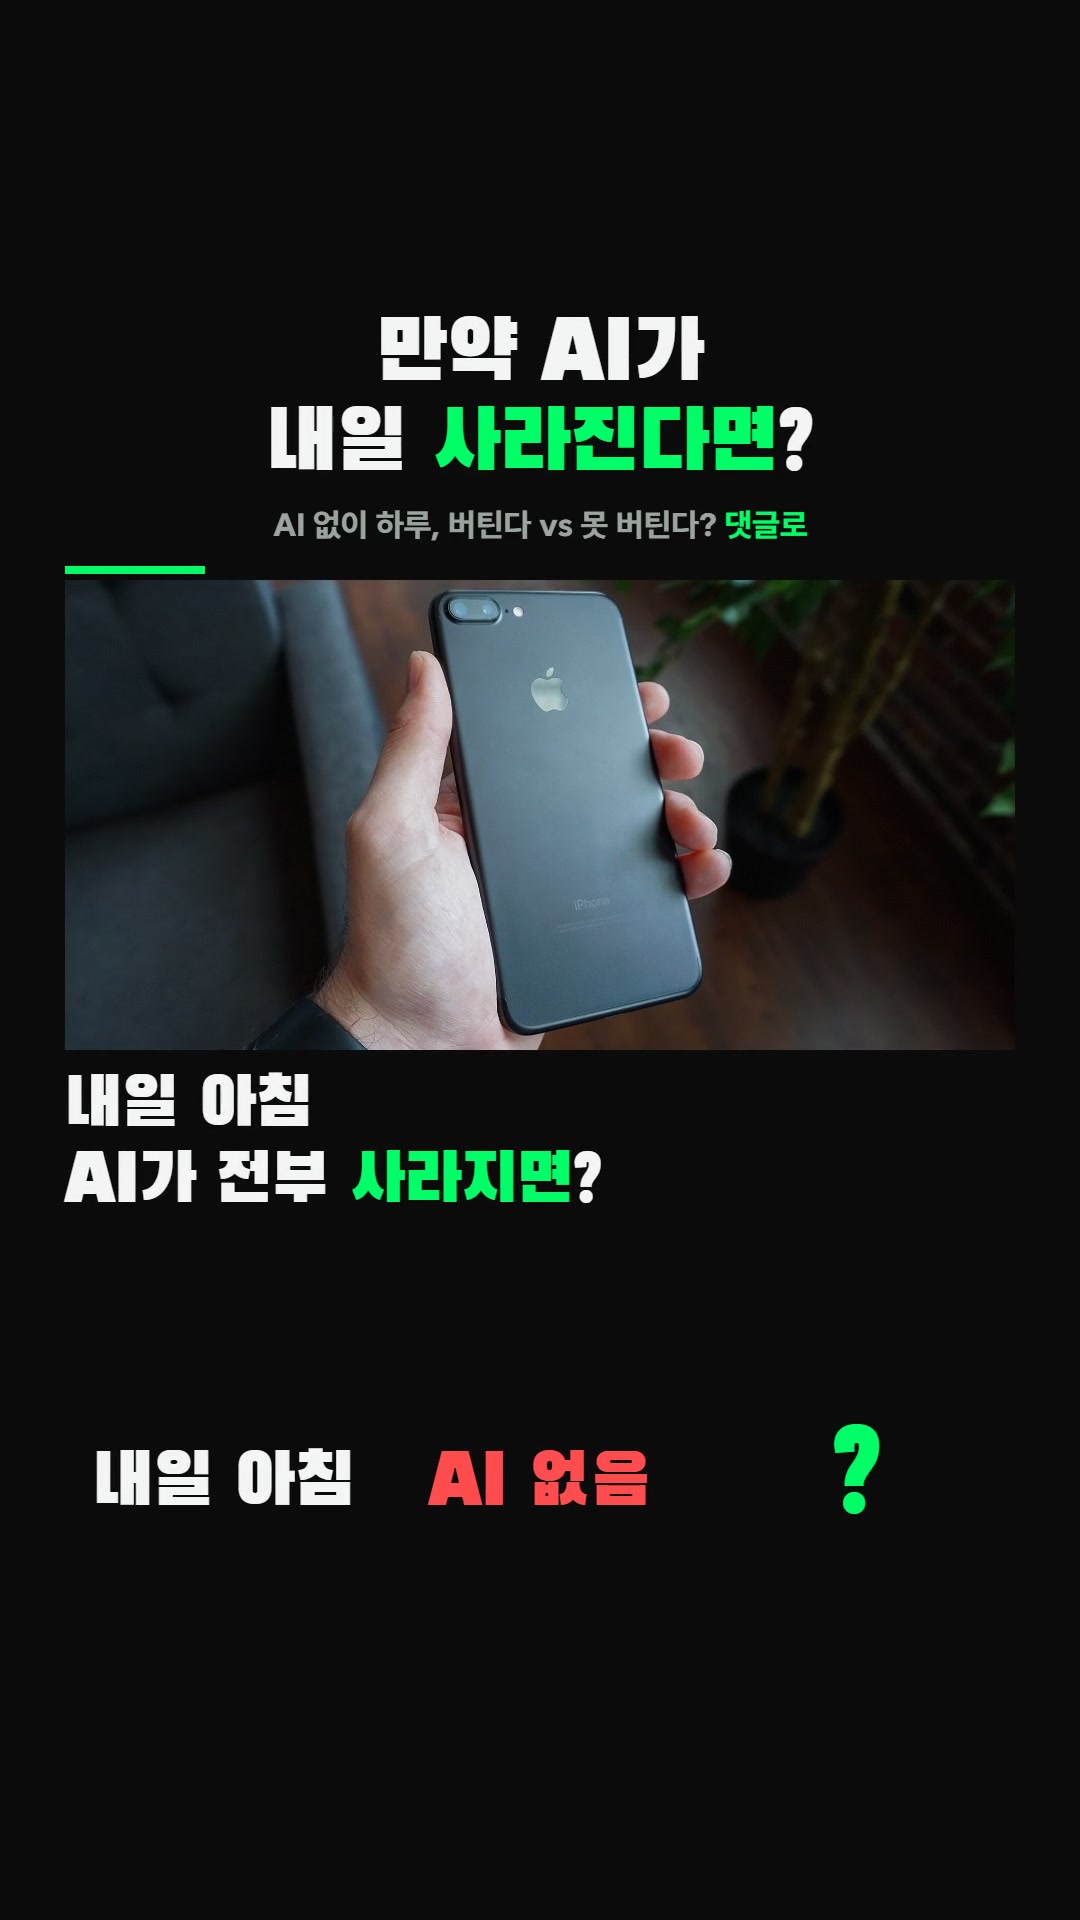 만약 AI가
내일 사라진다면?
AI 없이 하루, 버틴다 vs 못 버틴다? 댓글로
iPhone
내일 아침
AI가 전부 사라지면?
내일 아침 AI 없음 ?